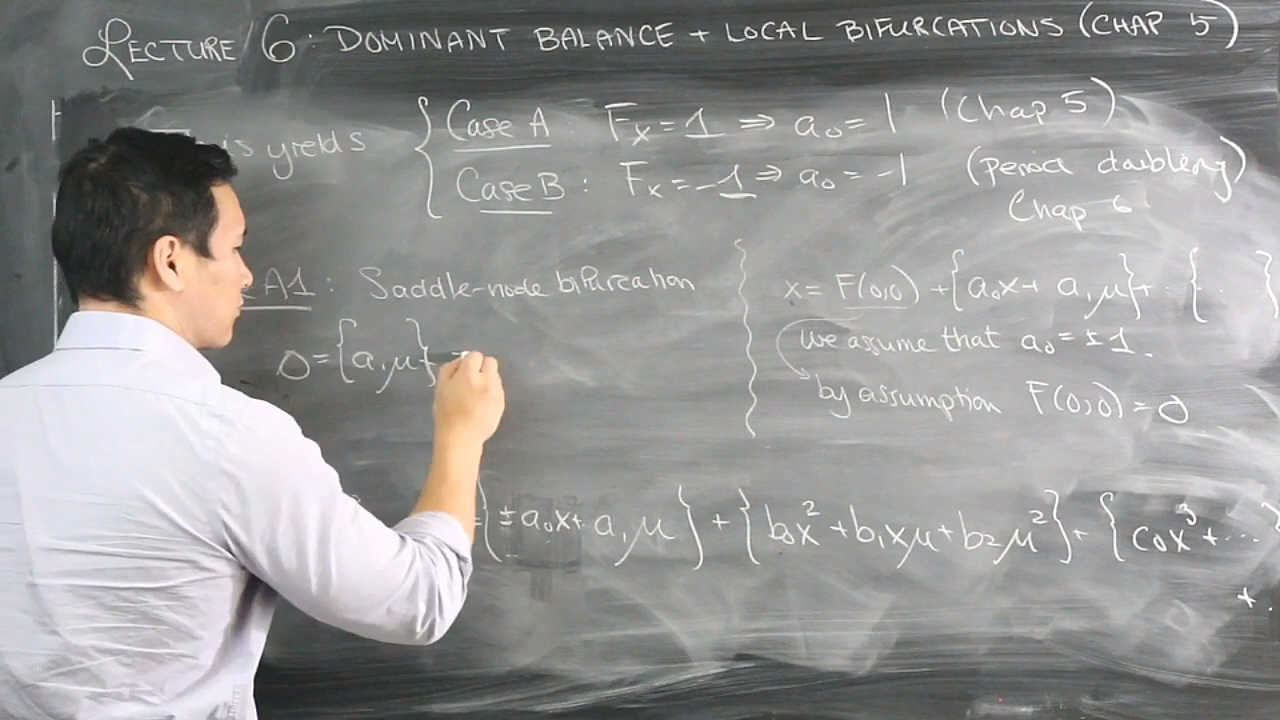 LECTURE 6: DOMINANT BALANCE + LOCAL BIFURCATIONS (CHAP 5)
is yields { Case A: Fx = 1 ⇒ a₀ = 1 (Chap 5)
Case B: Fx = -1 ⇒ a₀ = -1 (period doubling)
Chap 6
A1: Saddle-node bifurcation
0 = {a₁μ}
x = F(0,0) + {a₀x + a₁μ} + {...}
we assume that a₀ = ±1.
by assumption F(0,0) = 0
= {±a₀x + a₁μ} + {b₀x² + b₁xμ + b₂μ²} + {c₀x³ + ...}
+ .